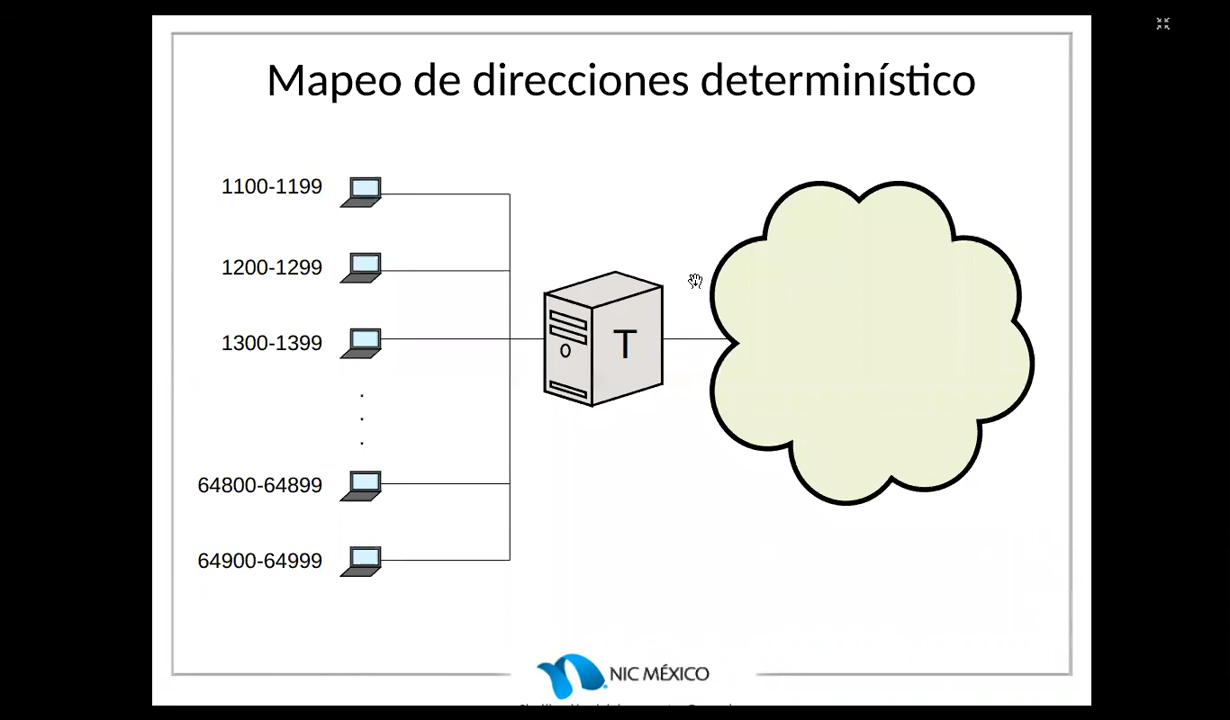 Mapeo de direcciones determinístico
1100-1199
1200-1299
1300-1399
T
64800-64899
64900-64999
NIC MÉXICO